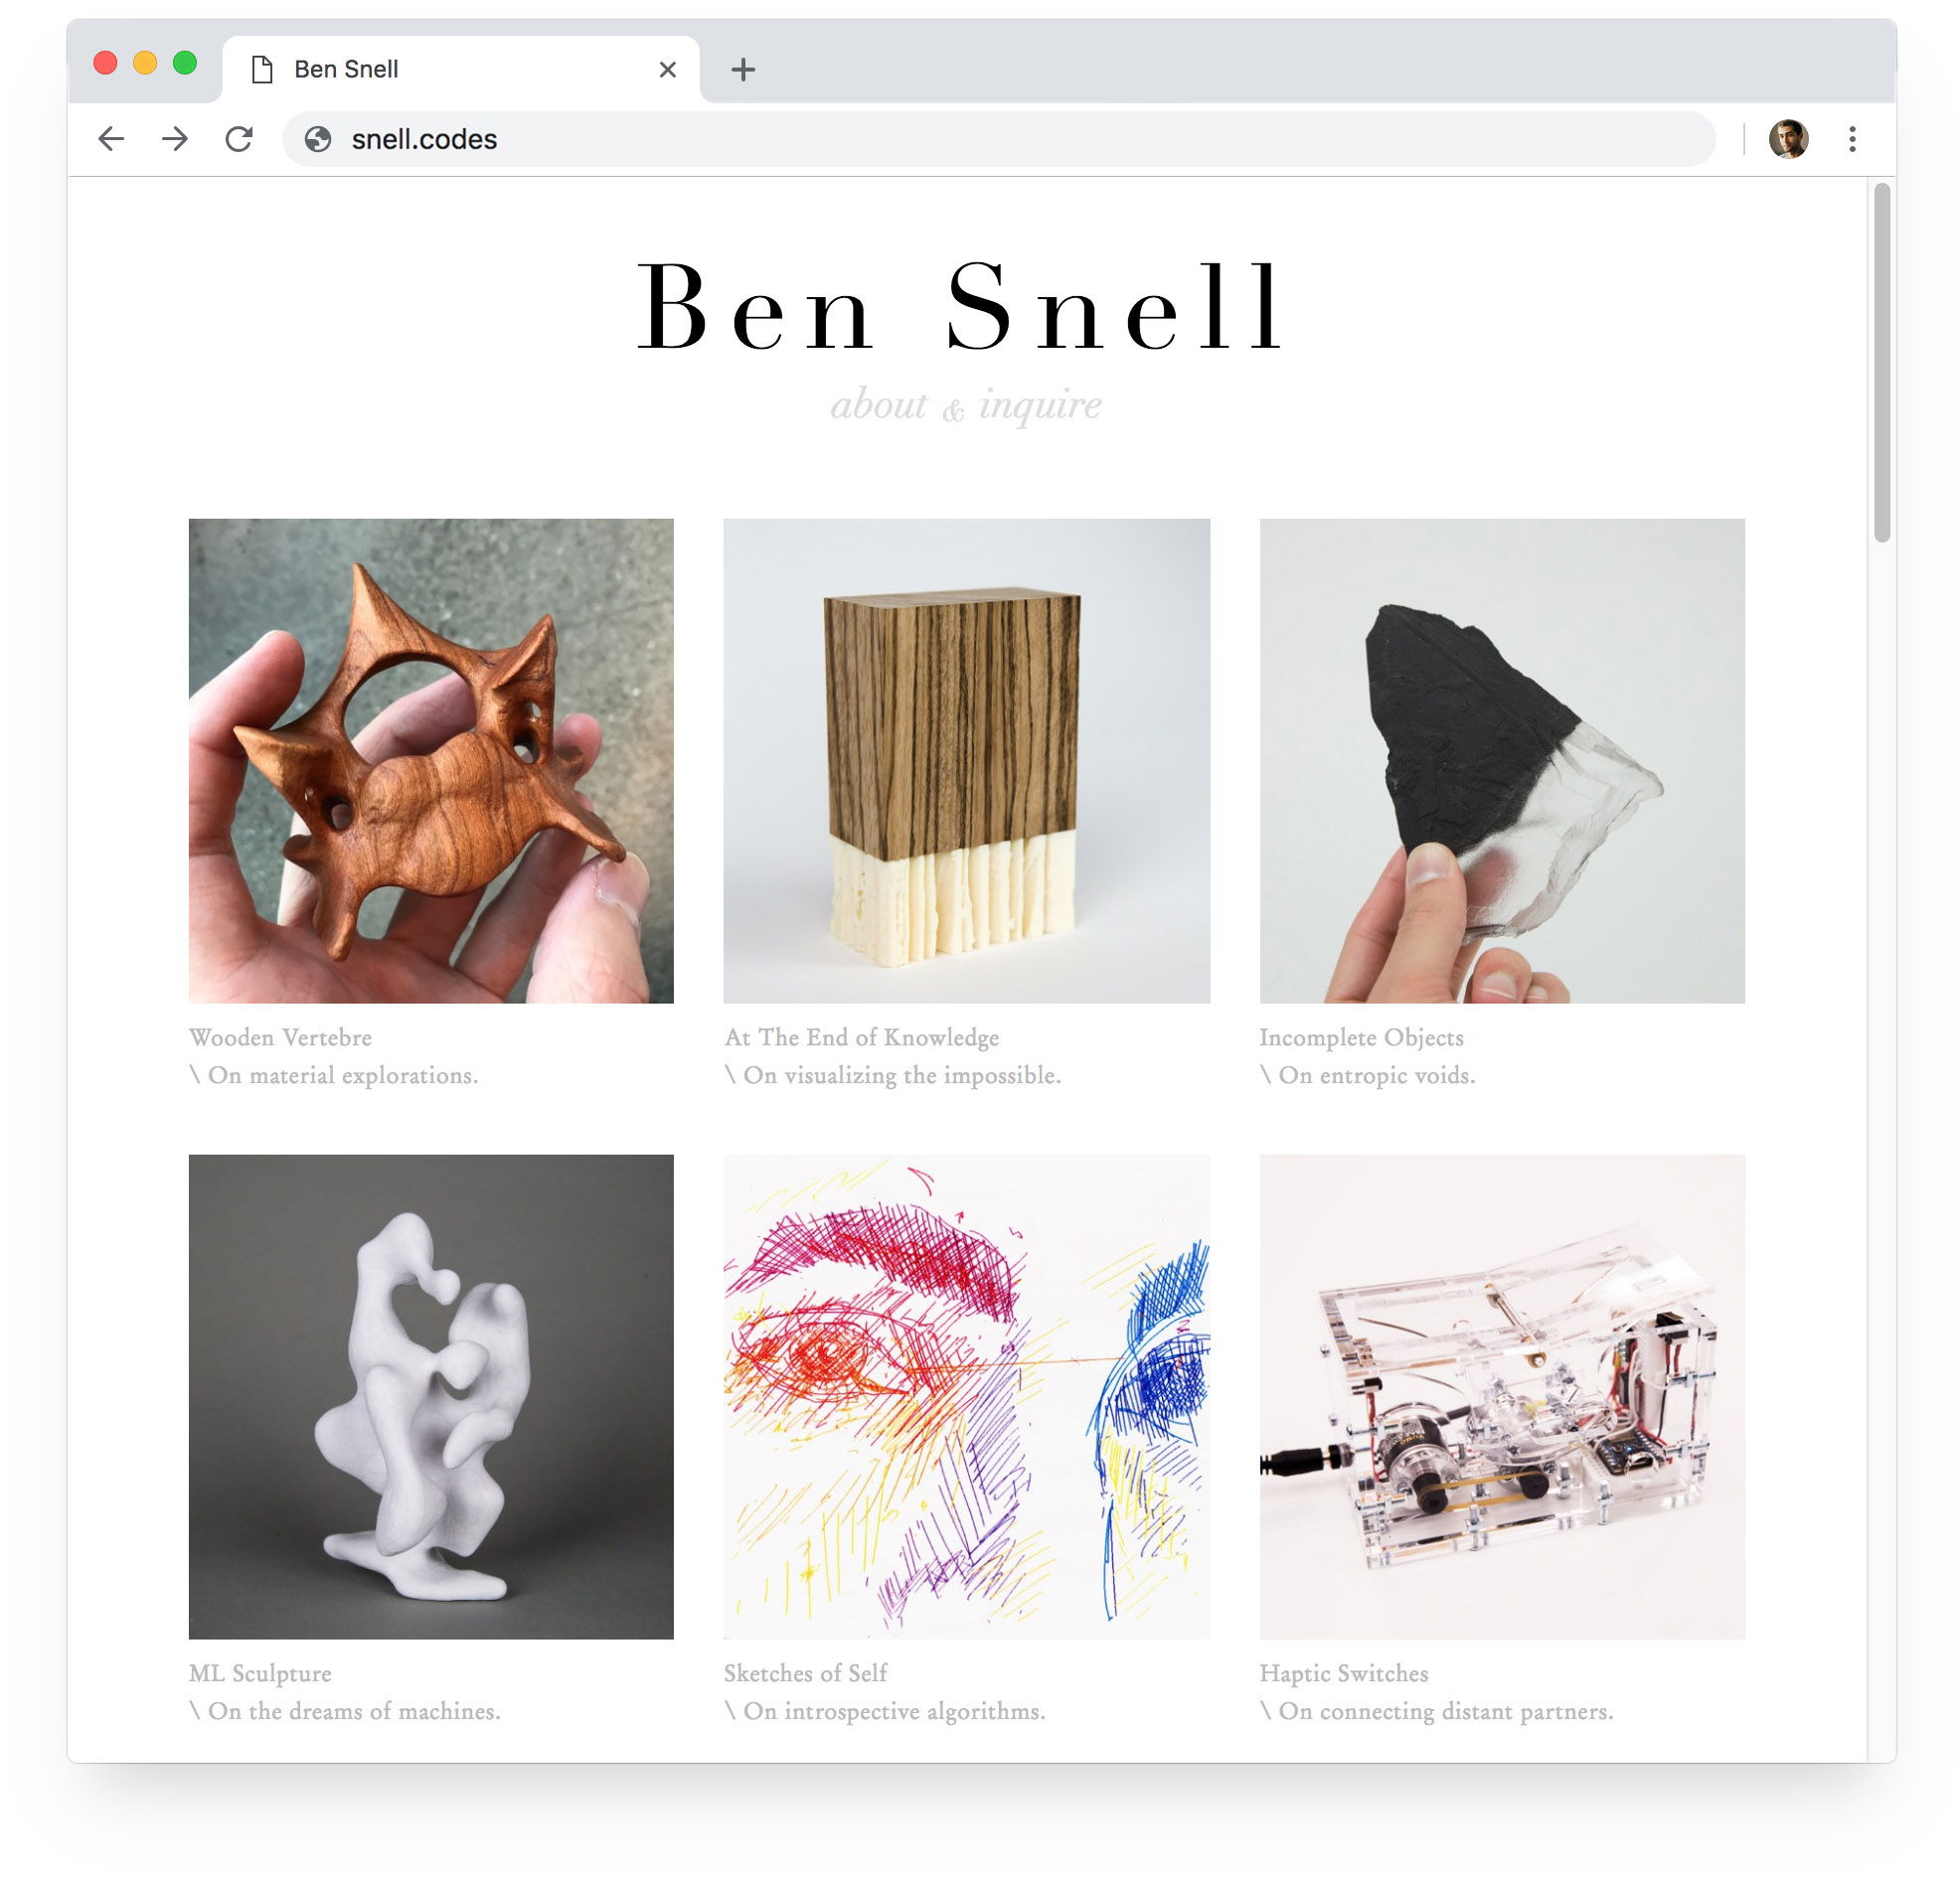 Ben Snell
snell.codes
Ben Snell
about & inquire
Wooden Vertebre
\ On material explorations.
At The End of Knowledge
\ On visualizing the impossible.
Incomplete Objects
\ On entropic voids.
ML Sculpture
\ On the dreams of machines.
Sketches of Self
\ On introspective algorithms.
Haptic Switches
\ On connecting distant partners.